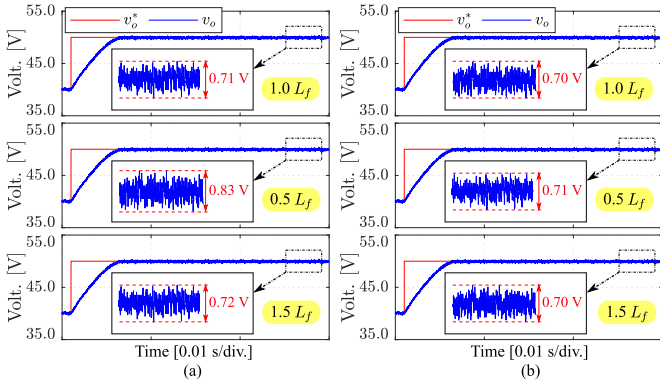 55.0
v_o^* v_o
Volt. [V]
45.0
0.71 V
1.0 L_f
35.0
55.0
Volt. [V]
45.0
0.83 V
0.5 L_f
35.0
55.0
Volt. [V]
45.0
0.72 V
1.5 L_f
35.0
Time [0.01 s/div.]
(a)
55.0
v_o^* v_o
Volt. [V]
45.0
0.70 V
1.0 L_f
35.0
55.0
Volt. [V]
45.0
0.71 V
0.5 L_f
35.0
55.0
Volt. [V]
45.0
0.70 V
1.5 L_f
35.0
Time [0.01 s/div.]
(b)